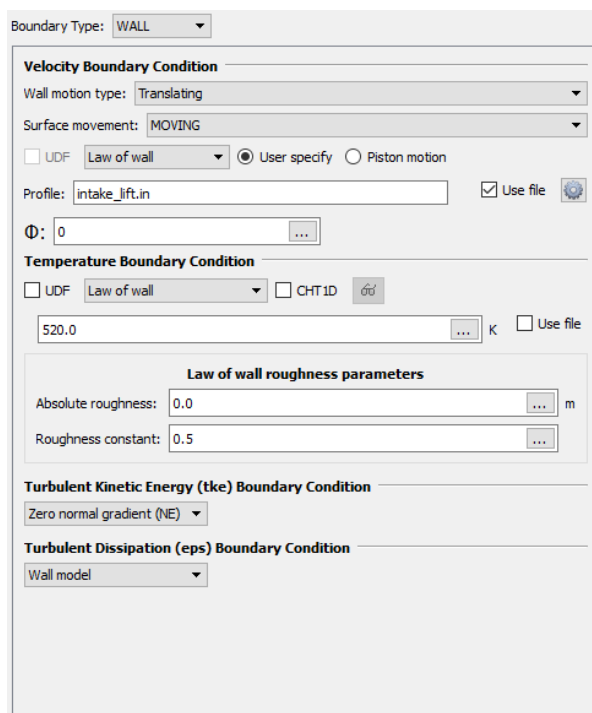 Boundary Type: WALL
Velocity Boundary Condition
Wall motion type: Translating
Surface movement: MOVING
UDF Law of wall User specify Piston motion
Profile: intake_lift.in Use file
Φ: 0 ...
Temperature Boundary Condition
UDF Law of wall CHT1D
520.0 ... K Use file
Law of wall roughness parameters
Absolute roughness: 0.0 ... m
Roughness constant: 0.5 ...
Turbulent Kinetic Energy (tke) Boundary Condition
Zero normal gradient (NE)
Turbulent Dissipation (eps) Boundary Condition
Wall model